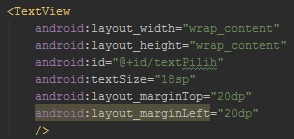 <TextView
android:layout_width="wrap_content"
android:layout_height="wrap_content"
android:id="@+id/textPilih"
android:textSize="18sp"
android:layout_marginTop="20dp"
android:layout_marginLeft="20dp"
/>